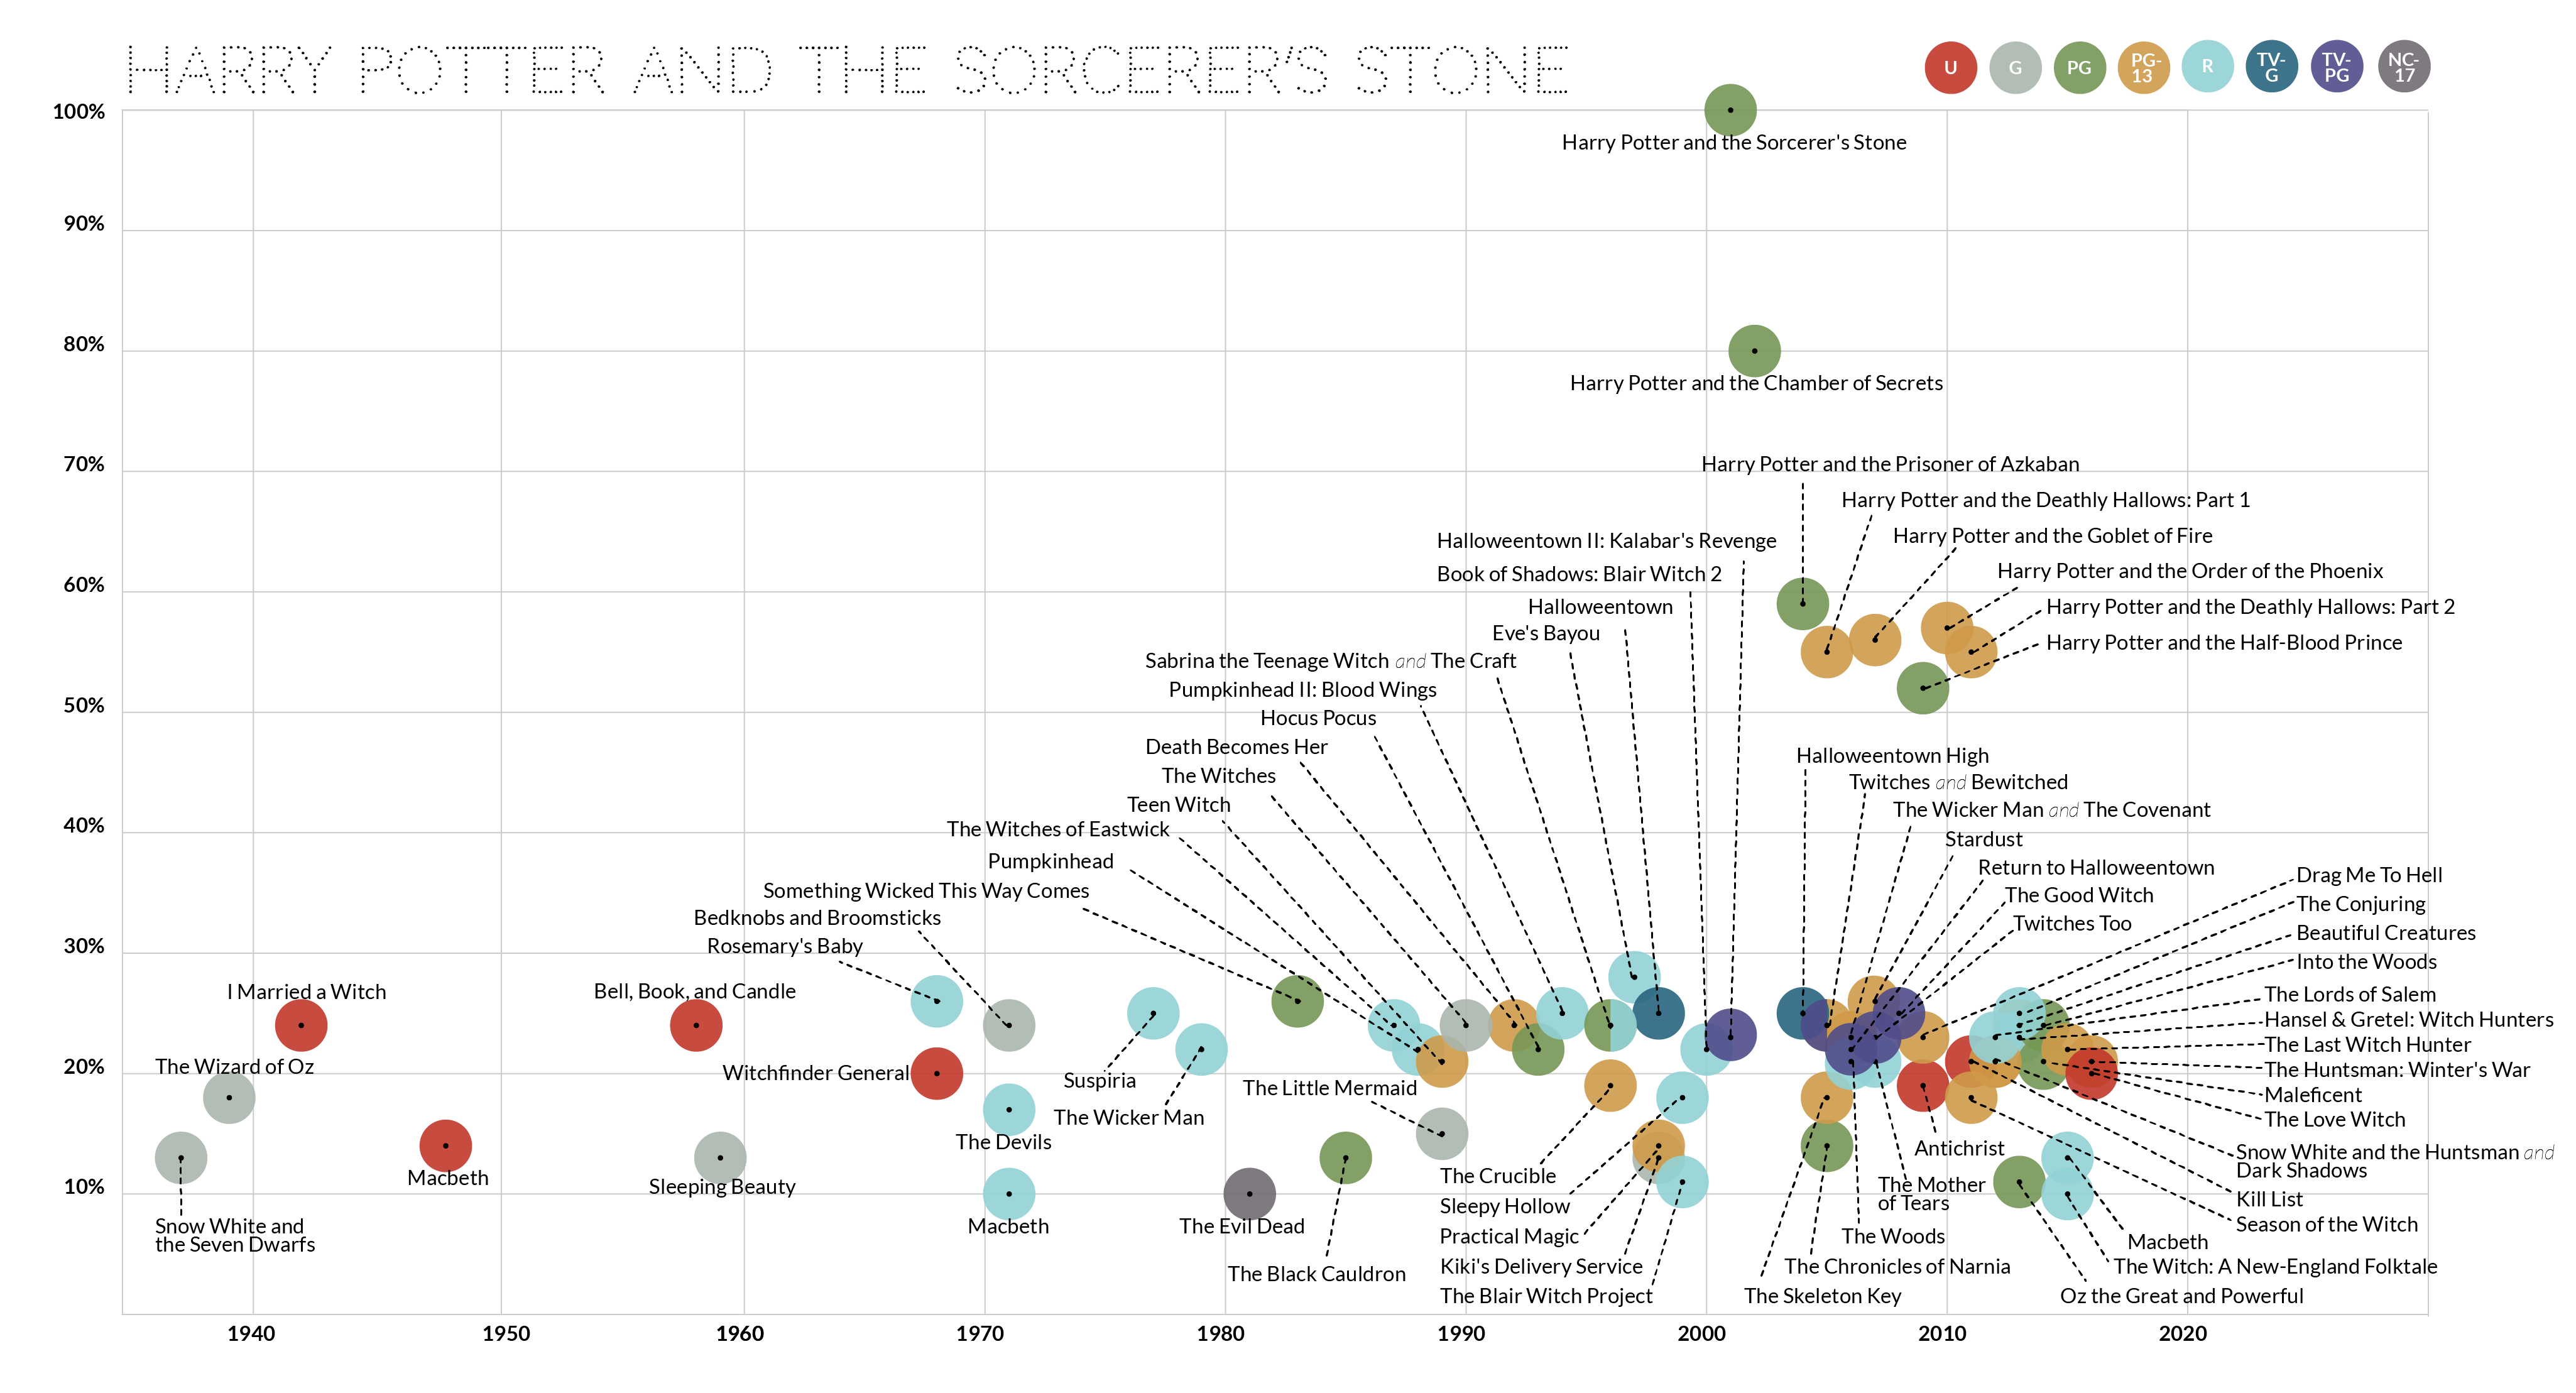 HARRY POTTER AND THE SORCERER'S STONE
U
G
PG
PG-
13
R
TV-
G
TV-
PG
NC-
17
100%
90%
80%
70%
60%
50%
40%
30%
20%
10%
Harry Potter and the Sorcerer's Stone
Harry Potter and the Chamber of Secrets
Harry Potter and the Prisoner of Azkaban
Harry Potter and the Deathly Hallows: Part 1
Harry Potter and the Goblet of Fire
Harry Potter and the Order of the Phoenix
Harry Potter and the Deathly Hallows: Part 2
Harry Potter and the Half-Blood Prince
Halloweentown II: Kalabar's Revenge
Book of Shadows: Blair Witch 2
Halloweentown
Eve's Bayou
Sabrina the Teenage Witch and The Craft
Pumpkinhead II: Blood Wings
Hocus Pocus
Death Becomes Her
The Witches
Teen Witch
The Witches of Eastwick
Pumpkinhead
Something Wicked This Way Comes
Bedknobs and Broomsticks
Rosemary's Baby
Halloweentown High
Twitches and Bewitched
The Wicker Man and The Covenant
Stardust
Return to Halloweentown
The Good Witch
Twitches Too
Drag Me To Hell
The Conjuring
Beautiful Creatures
Into the Woods
The Lords of Salem
Hansel & Gretel: Witch Hunters
The Last Witch Hunter
The Huntsman: Winter's War
Maleficent
The Love Witch
Snow White and the Huntsman and
Dark Shadows
Kill List
Season of the Witch
I Married a Witch
Bell, Book, and Candle
The Wizard of Oz
Witchfinder General
Macbeth
Sleeping Beauty
Snow White and
the Seven Dwarfs
The Devils
Macbeth
Suspiria
The Wicker Man
The Evil Dead
The Little Mermaid
The Black Cauldron
The Crucible
Sleepy Hollow
Practical Magic
Kiki's Delivery Service
The Blair Witch Project
Antichrist
The Mother
of Tears
The Woods
The Chronicles of Narnia
The Skeleton Key
Macbeth
The Witch: A New-England Folktale
Oz the Great and Powerful
1940
1950
1960
1970
1980
1990
2000
2010
2020